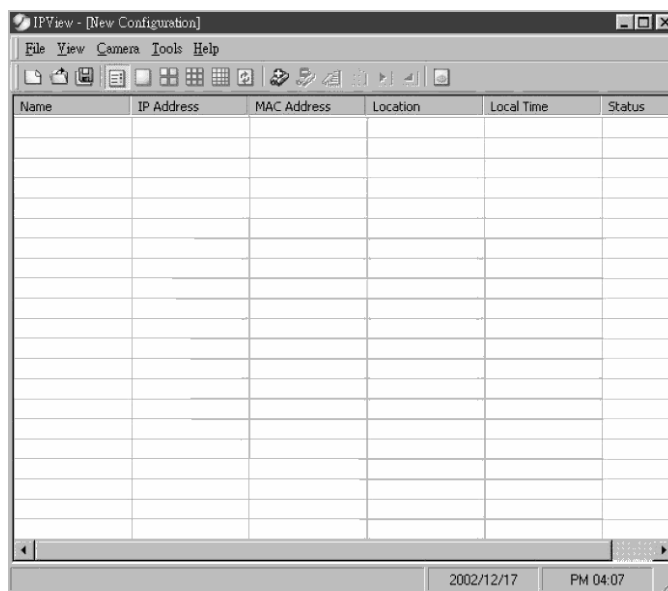 IPView - [New Configuration]
File View Camera Tools Help
Name IP Address MAC Address Location Local Time Status
2002/12/17 PM 04:07